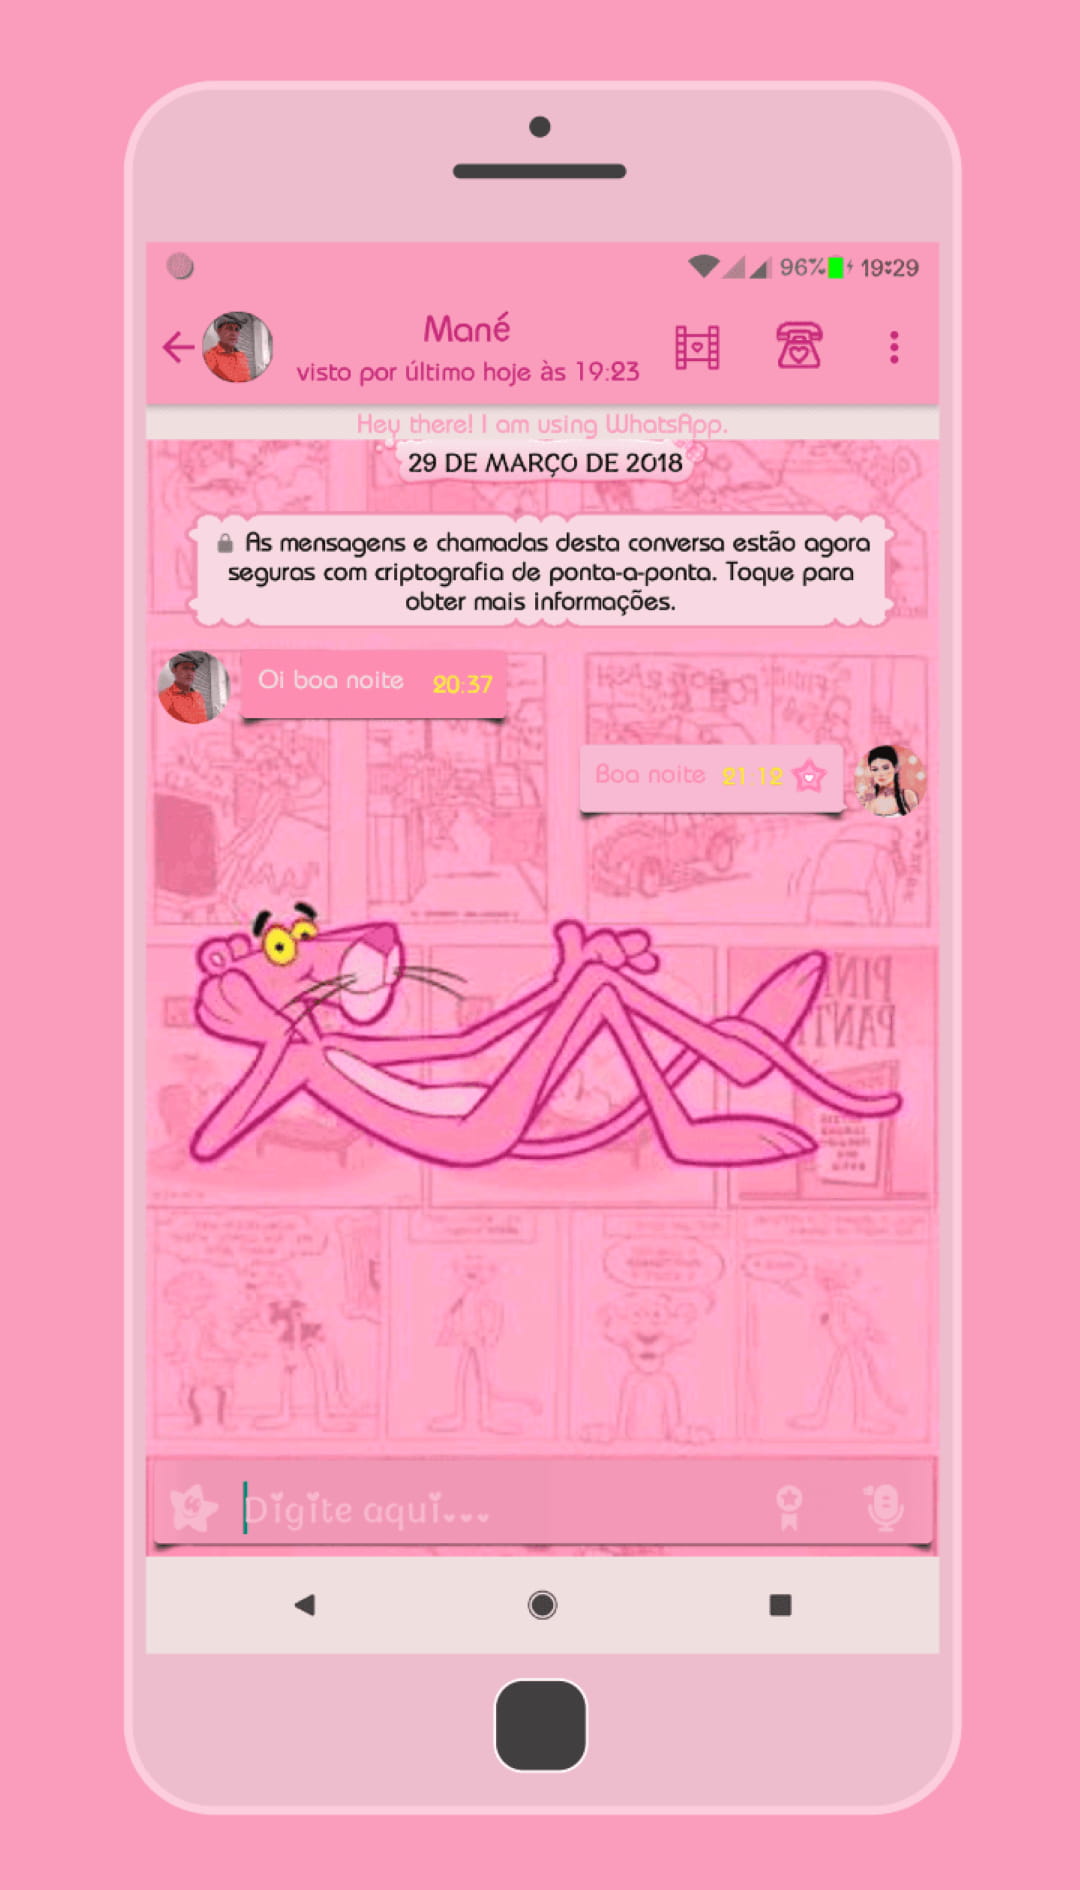 96% 19:29
Mané
visto por último hoje às 19:23
Hey there! I am using WhatsApp.
29 DE MARÇO DE 2018
As mensagens e chamadas desta conversa estão agora
seguras com criptografia de ponta-a-ponta. Toque para
obter mais informações.
Oi boa noite 20:37
Boa noite 21:12
PIN
PANT
Digite aqui...